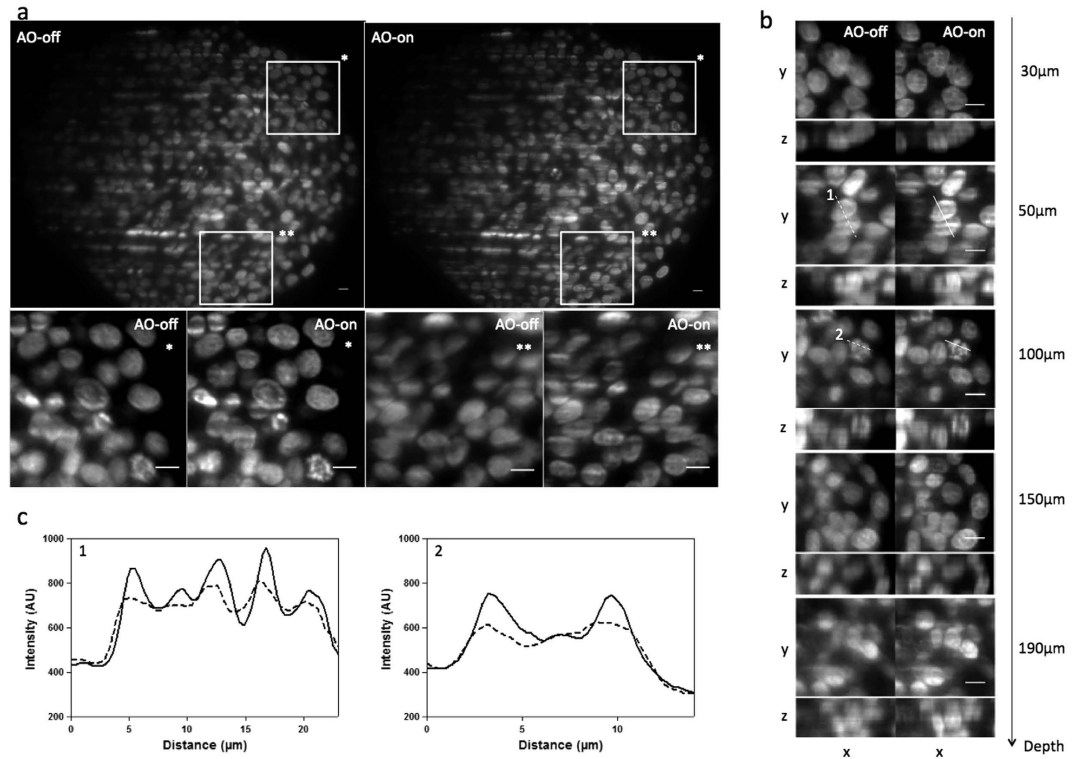 a
AO-off
AO-on
*
*
**
**
AO-off
*
AO-on
*
AO-off
**
AO-on
**
b
AO-off
AO-on
y
z
30µm
1
y
z
50µm
2
y
z
100µm
y
z
150µm
y
z
190µm
x
x
Depth
c
1
Intensity (AU)
1000
800
600
400
200
0
5
10
15
20
Distance (µm)
2
Intensity (AU)
1000
800
600
400
200
0
5
10
Distance (µm)